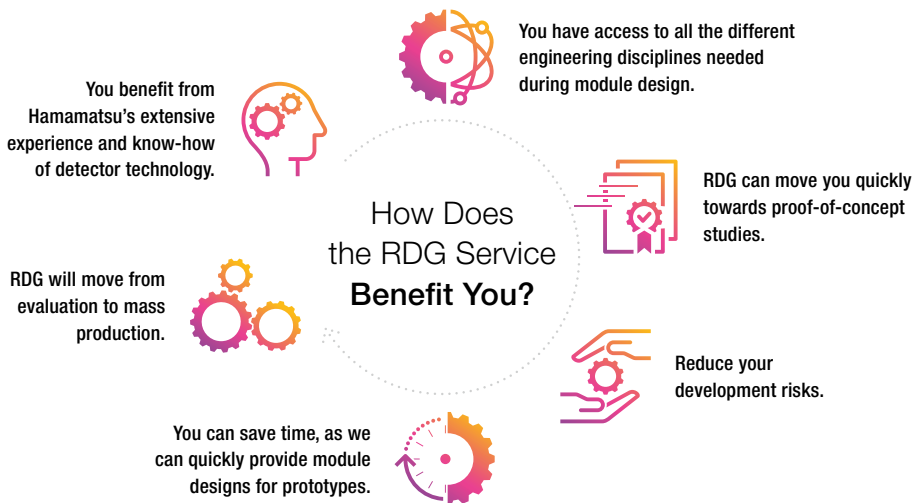 You benefit from
Hamamatsu's extensive
experience and know-how
of detector technology.
You have access to all the different
engineering disciplines needed
during module design.
RDG can move you quickly
towards proof-of-concept
studies.
Reduce your
development risks.
You can save time, as we
can quickly provide module
designs for prototypes.
RDG will move from
evaluation to mass
production.
How Does
the RDG Service
Benefit You?